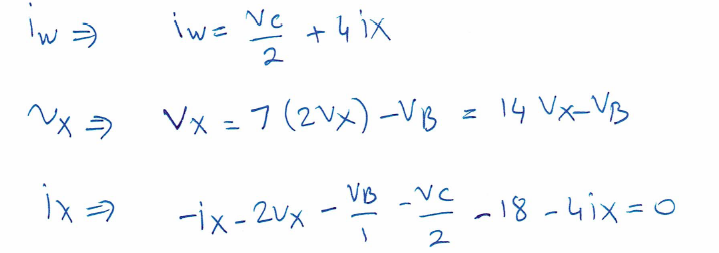 iw ⇒ iw = Vc/2 + 4ix
Vx ⇒ Vx = 7(2Vx) - VB = 14Vx - VB
ix ⇒ -ix - 2Vx - VB/1 - Vc/2 - 18 - 4ix = 0